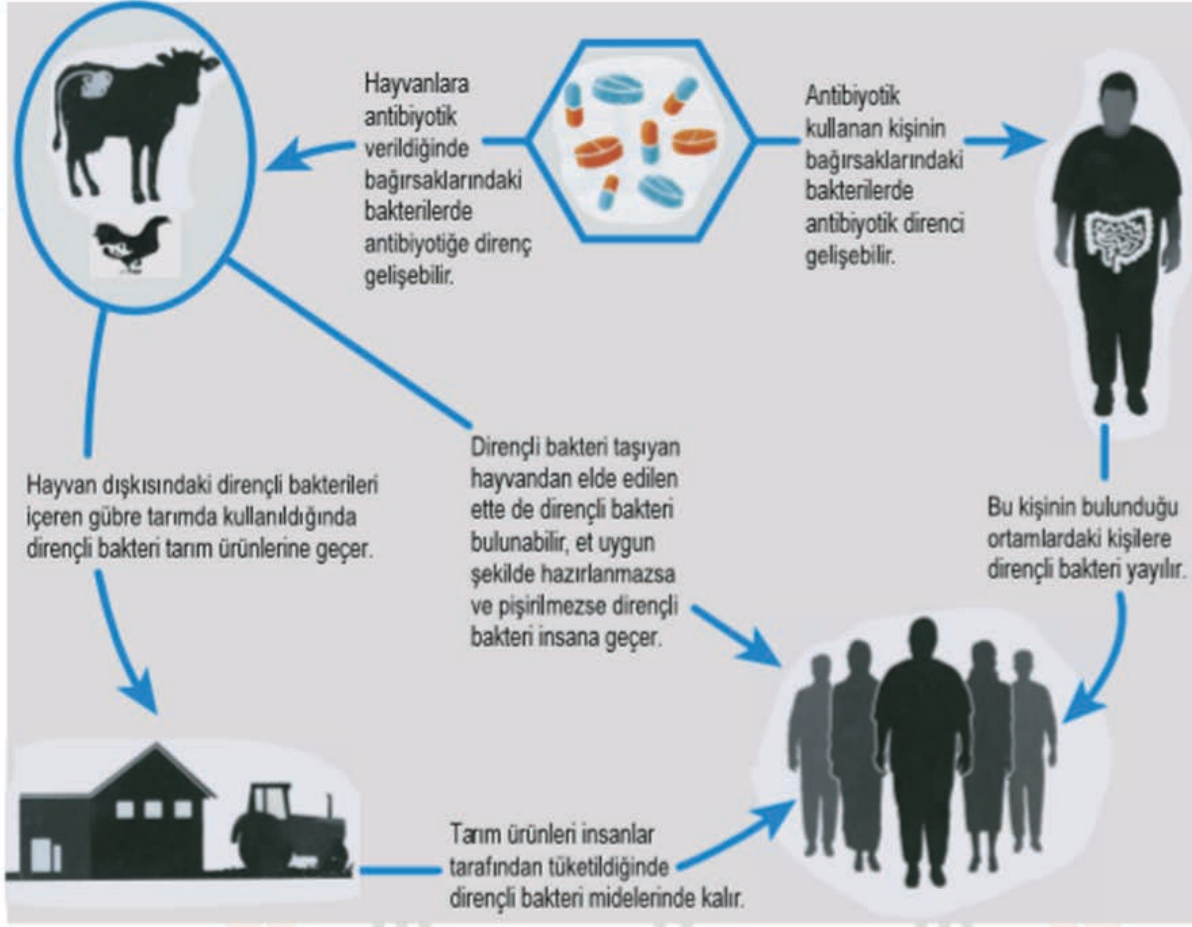 Hayvanlara
antibiyotik
verildiğinde
bağırsaklarındaki
bakterilerde
antibiyotiğe direnç
gelişebilir.
Antibiyotik
kullanan kişinin
bağırsaklarındaki
bakterilerde
antibiyotik direnci
gelişebilir.
Hayvan dışkısındaki dirençli bakterileri
içeren gübre tarımda kullanıldığında
dirençli bakteri tarım ürünlerine geçer.
Dirençli bakteri taşıyan
hayvandan elde edilen
ette de dirençli bakteri
bulunabilir, et uygun
şekilde hazırlanmazsa
ve pişirilmezse dirençli
bakteri insana geçer.
Bu kişinin bulunduğu
ortamlardaki kişilere
dirençli bakteri yayılır.
Tarım ürünleri insanlar
tarafından tüketildiğinde
dirençli bakteri midelerinde kalır.